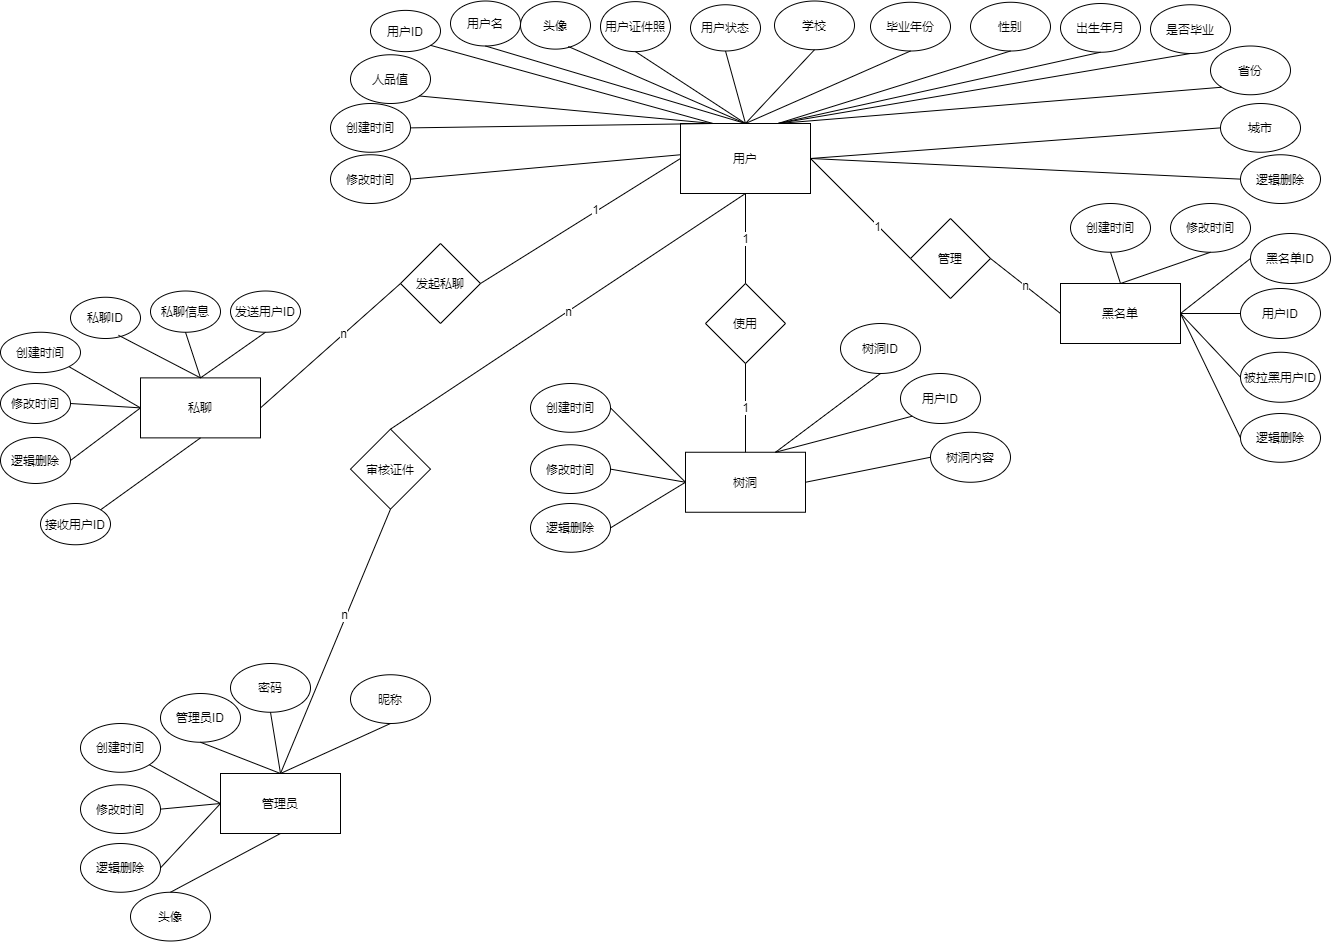 用户ID
用户名
头像
用户证件照
用户状态
学校
毕业年份
性别
出生年月
是否毕业
人品值
省份
创建时间
城市
用户
修改时间
逻辑删除
1
1
创建时间
修改时间
1
发起私聊
管理
黑名单ID
n
私聊ID
私聊信息
发送用户ID
n
使用
黑名单
用户ID
n
创建时间
树洞ID
被拉黑用户ID
修改时间
私聊
创建时间
1
用户ID
逻辑删除
逻辑删除
审核证件
修改时间
树洞内容
树洞
接收用户ID
逻辑删除
n
密码
昵称
管理员ID
创建时间
管理员
修改时间
逻辑删除
头像